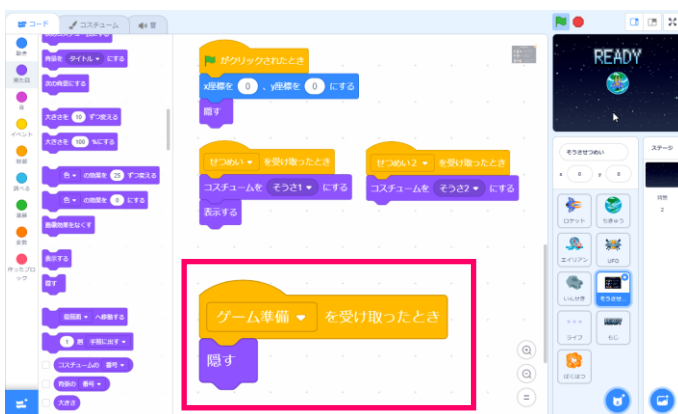 コード
コスチューム
音
動き
見た目
音
イベント
制御
調べる
演算
変数
作ったブロック
背景を タイトル にする
次の背景にする
大きさを 10 ずつ変える
大きさを 100 %にする
色 の効果を 25 ずつ変える
色 の効果を 0 にする
画像効果をなくす
表示する
隠す
最前面 へ移動する
1 層 手前に出す
コスチュームの 番号
背景の 番号
大きさ
がクリックされたとき
x座標を 0 、y座標を 0 にする
隠す
せつめい を受け取ったとき
コスチュームを そうさ1 にする
表示する
せつめい2 を受け取ったとき
コスチュームを そうさ2 にする
ゲーム準備 を受け取ったとき
隠す
READY
そうさせつめい
ステージ
x 0 y 0
背景
2
ロケット
ちきゅう
エイリアン
UFO
いんせき
そうさせ...
ライフ
もじ
ばくはつ